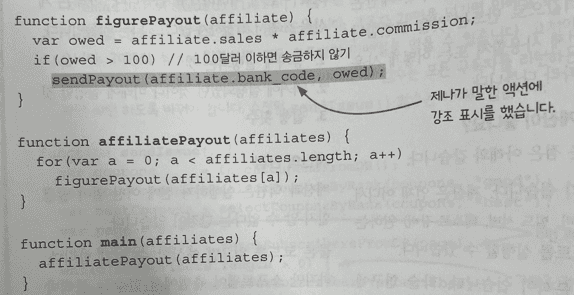 function figurePayout(affiliate) {
var owed = affiliate.sales * affiliate.commission;
if(owed > 100) // 100달러 이하면 송금하지 않기
sendPayout(affiliate.bank_code, owed);
}
제나가 말한 액션에
강조 표시를 했습니다.
function affiliatePayout(affiliates) {
for(var a = 0; a < affiliates.length; a++)
figurePayout(affiliates[a]);
}
function main(affiliates) {
affiliatePayout(affiliates);
}